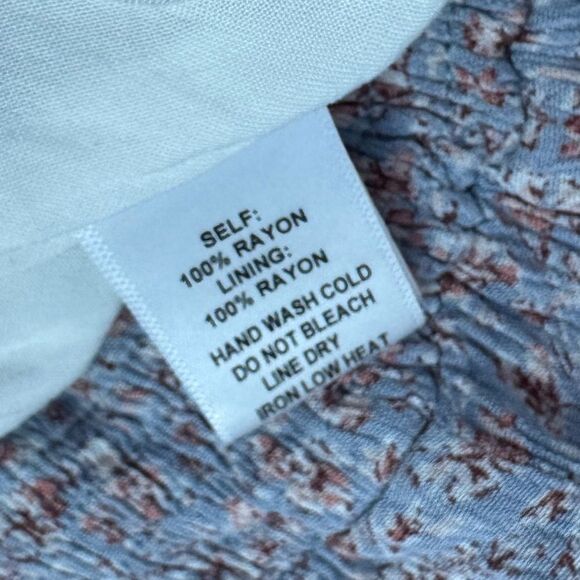 SELF:
100% RAYON
LINING:
100% RAYON
HAND WASH COLD
DO NOT BLEACH
LINE DRY
IRON LOW HEAT